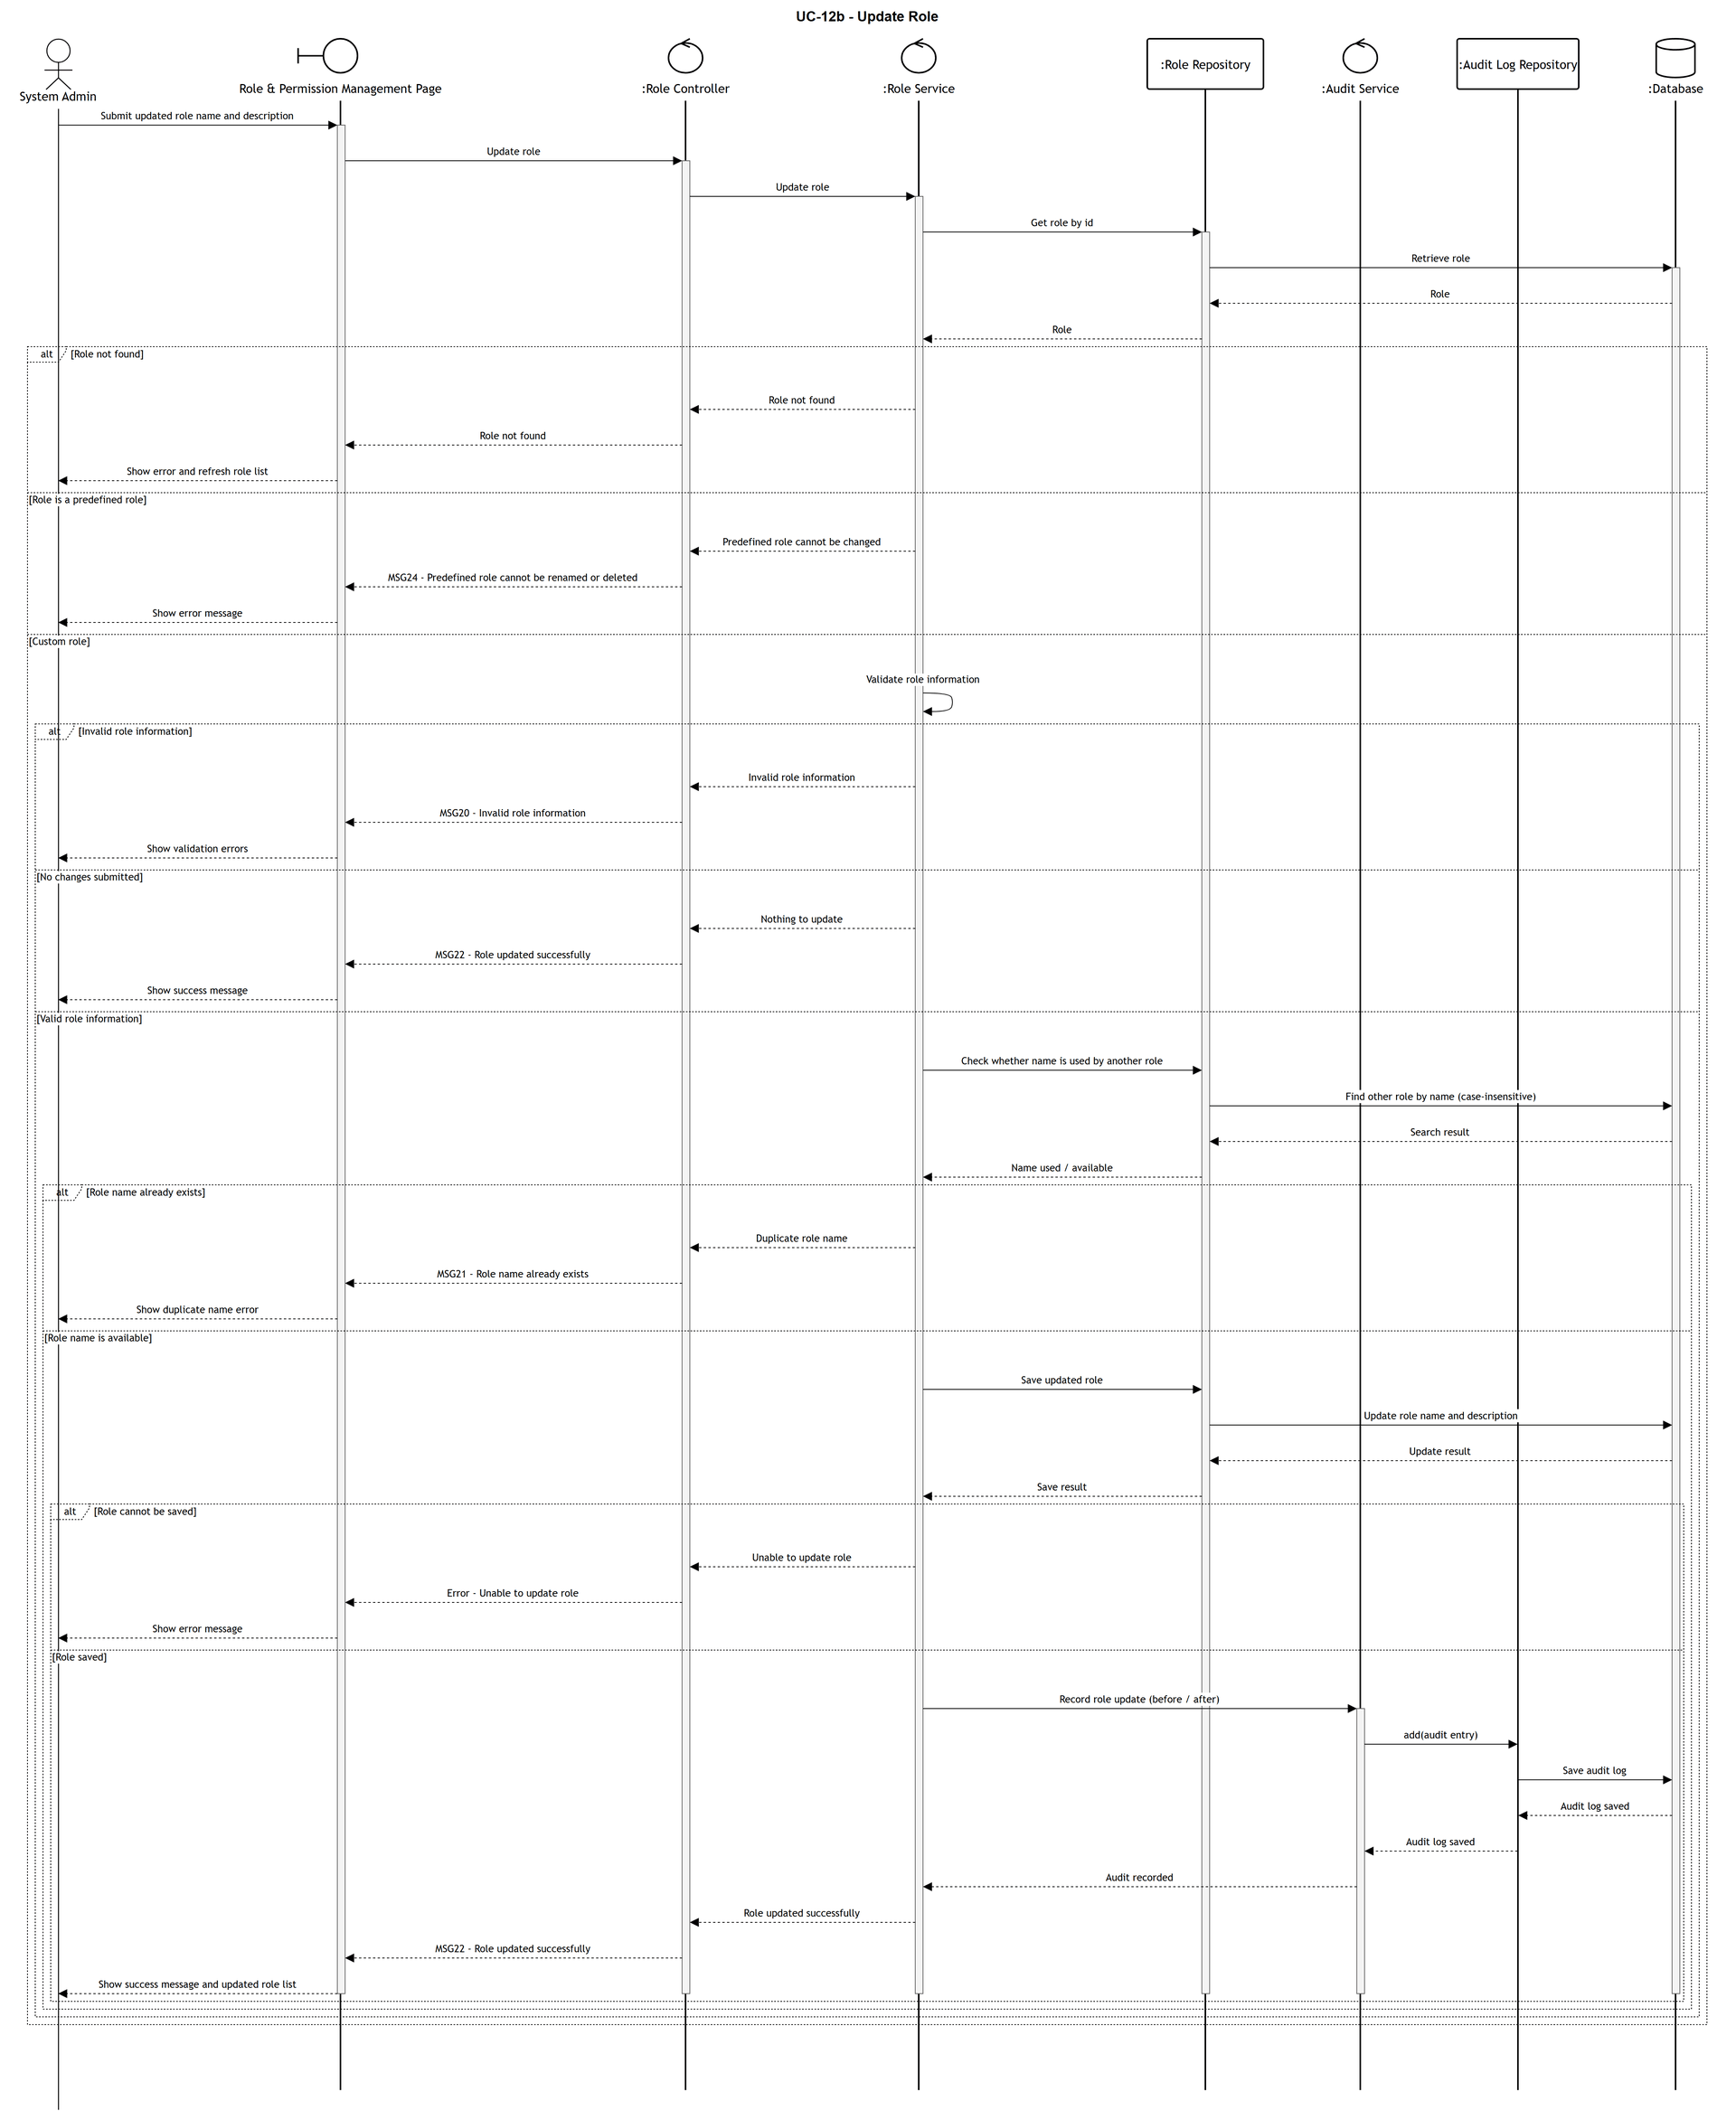 UC-12b - Update Role
System Admin
Role & Permission Management Page
:Role Controller
:Role Service
:Role Repository
:Audit Service
:Audit Log Repository
:Database
Submit updated role name and description
Update role
Update role
Get role by id
Retrieve role
Role
Role
alt [Role not found]
Role not found
Role not found
Show error and refresh role list
[Role is a predefined role]
Predefined role cannot be changed
MSG24 - Predefined role cannot be renamed or deleted
Show error message
[Custom role]
Validate role information
alt [Invalid role information]
Invalid role information
MSG20 - Invalid role information
Show validation errors
[No changes submitted]
Nothing to update
MSG22 - Role updated successfully
Show success message
[Valid role information]
Check whether name is used by another role
Find other role by name (case-insensitive)
Search result
Name used / available
alt [Role name already exists]
Duplicate role name
MSG21 - Role name already exists
Show duplicate name error
[Role name is available]
Save updated role
Update role name and description
Update result
Save result
alt [Role cannot be saved]
Unable to update role
Error - Unable to update role
Show error message
[Role saved]
Record role update (before / after)
add(audit entry)
Save audit log
Audit log saved
Audit log saved
Audit recorded
Role updated successfully
MSG22 - Role updated successfully
Show success message and updated role list